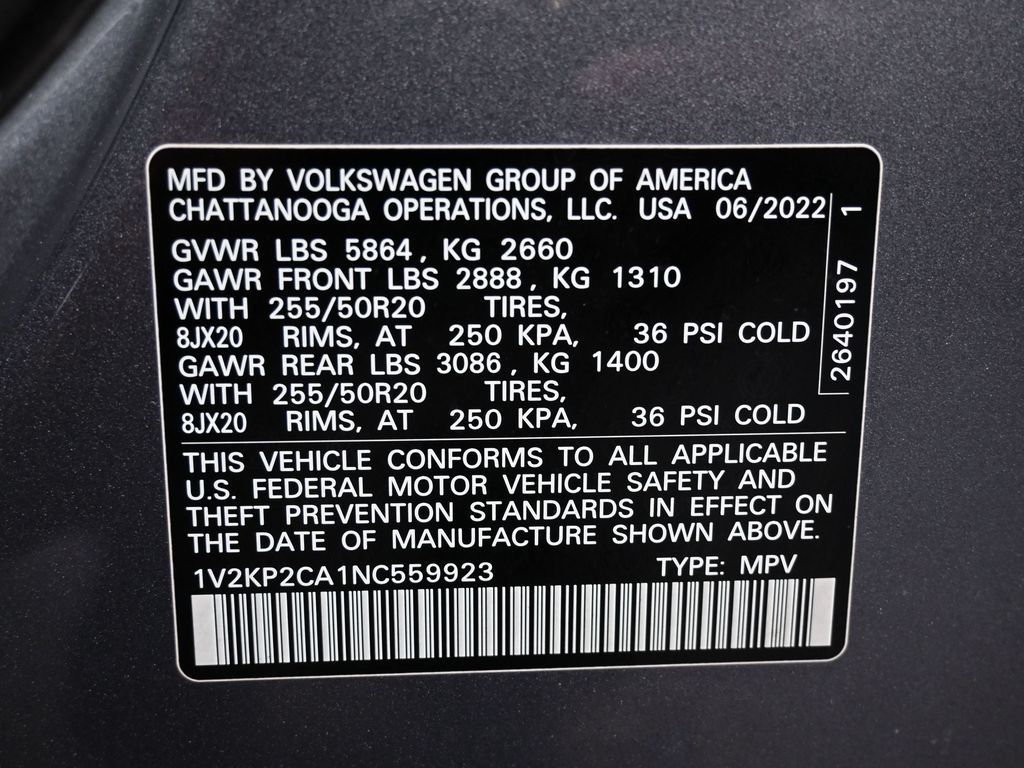 MFD BY VOLKSWAGEN GROUP OF AMERICA
CHATTANOOGA OPERATIONS, LLC. USA 06/2022
GVWR LBS 5864, KG 2660
GAWR FRONT LBS 2888, KG 1310
WITH 255/50R20 TIRES,
8JX20 RIMS, AT 250 KPA, 36 PSI COLD
GAWR REAR LBS 3086, KG 1400
WITH 255/50R20 TIRES,
8JX20 RIMS, AT 250 KPA, 36 PSI COLD
2640197 1
THIS VEHICLE CONFORMS TO ALL APPLICABLE
U.S. FEDERAL MOTOR VEHICLE SAFETY AND
THEFT PREVENTION STANDARDS IN EFFECT ON
THE DATE OF MANUFACTURE SHOWN ABOVE.
1V2KP2CA1NC559923 TYPE: MPV